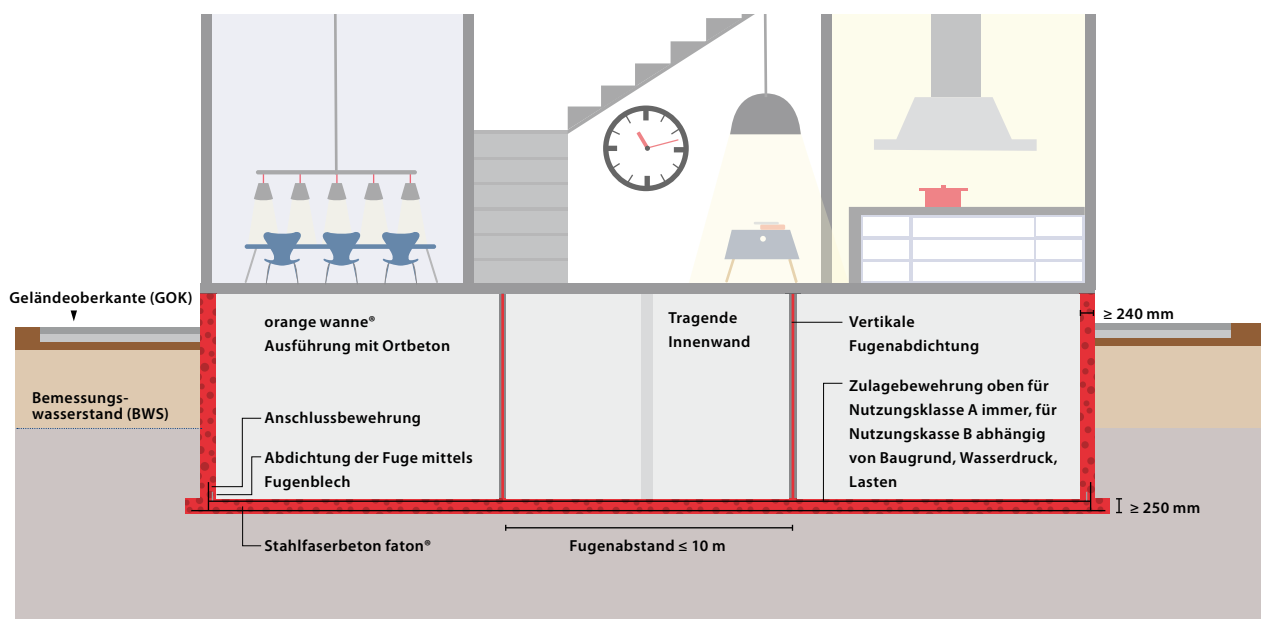 Geländeoberkante (GOK)
orange wanne®
Ausführung mit Ortbeton
Tragende
Innenwand
Vertikale
Fugenabdichtung
≥ 240 mm
Bemessungs-
wasserstand (BWS)
Anschlussbewehrung
Abdichtung der Fuge mittels
Fugenblech
Zulagebewehrung oben für
Nutzungsklasse A immer, für
Nutzungskasse B abhängig
von Baugrund, Wasserdruck,
Lasten
≥ 250 mm
Stahlfaserbeton faton®
Fugenabstand ≤ 10 m